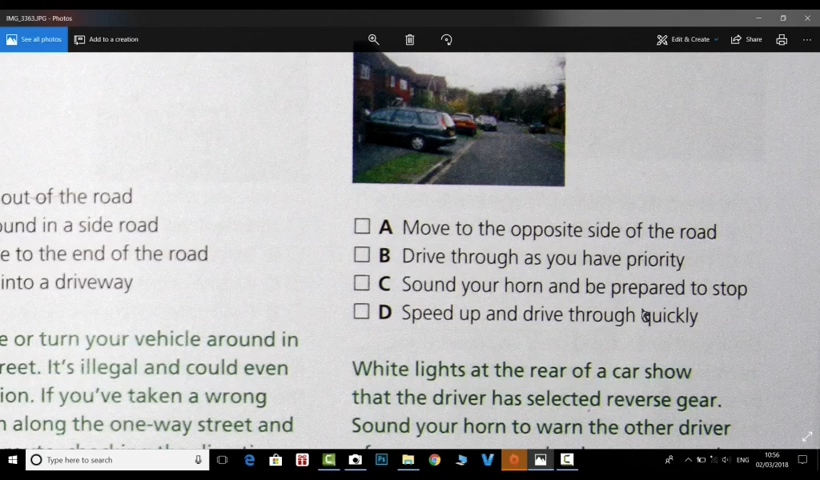 IMG_3363.JPG - Photos
See all photos
Add to a creation
Edit & Create
Share
out of the road
ound in a side road
e to the end of the road
into a driveway
e or turn your vehicle around in
reet. It's illegal and could even
ion. If you've taken a wrong
n along the one-way street and
A Move to the opposite side of the road
B Drive through as you have priority
C Sound your horn and be prepared to stop
D Speed up and drive through quickly
White lights at the rear of a car show
that the driver has selected reverse gear.
Sound your horn to warn the other driver
Type here to search
ENG
10:56
02/03/2018